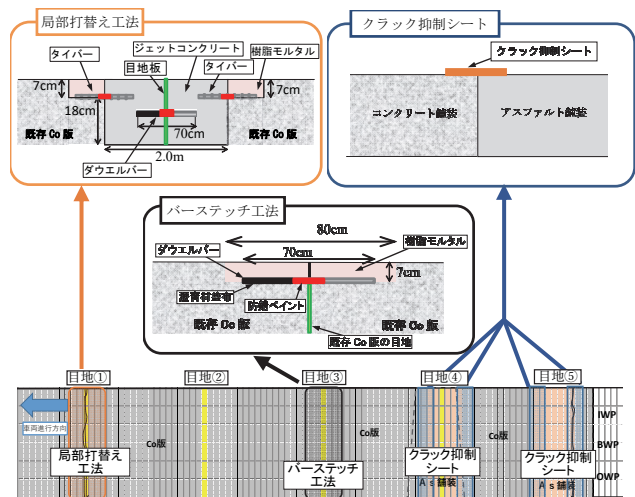 局部打替え工法
タイバー
ジェットコンクリート
目地板
タイバー
樹脂モルタル
7cm
7cm
18cm
70cm
既存 Co 版
既存 Co 版
2.0m
ダウエルバー
クラック抑制シート
クラック抑制シート
コンクリート舗装
アスファルト舗装
バーステッチ工法
80cm
ダウエルバー
70cm
樹脂モルタル
7cm
瀝青材塗布
防錆ペイント
既存 Co 版
既存 Co 版
既存 Co 版の目地
目地①
目地②
目地③
目地④
目地⑤
車両進行方向
IWP
Co版
Co版
Co版
BWP
局部打替え
工法
バーステッチ
工法
クラック抑制
シート
クラック抑制
シート
OWP
Aｓ舗装
Aｓ舗装